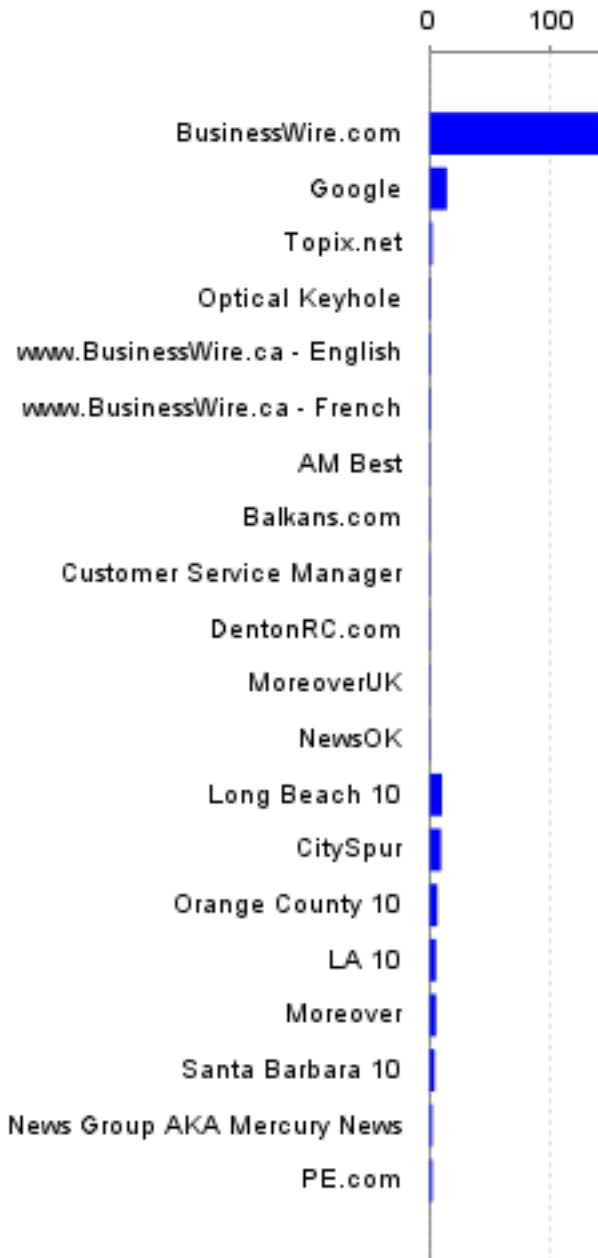 0 100
BusinessWire.com
Google
Topix.net
Optical Keyhole
www.BusinessWire.ca - English
www.BusinessWire.ca - French
AM Best
Balkans.com
Customer Service Manager
DentonRC.com
MoreoverUK
NewsOK
Long Beach 10
CitySpur
Orange County 10
LA 10
Moreover
Santa Barbara 10
News Group AKA Mercury News
PE.com